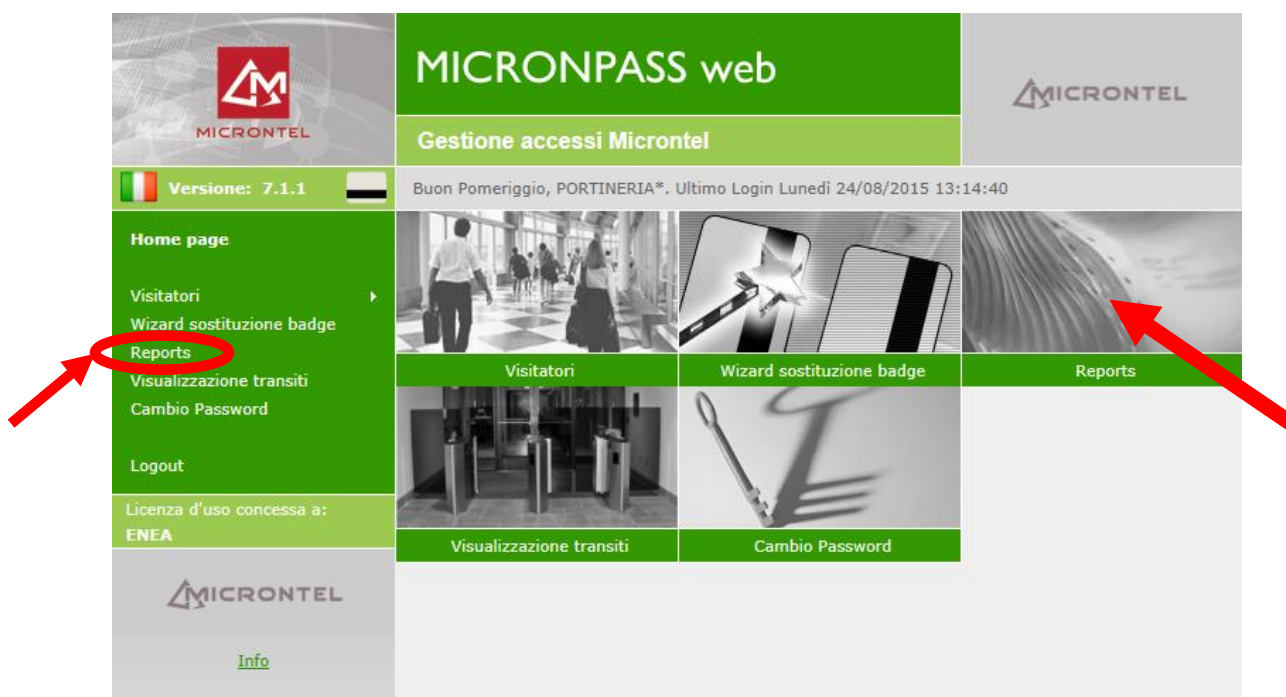 MICRONTEL
MICRONPASS web
Gestione accessi Microntel
MICRONTEL
Versione: 7.1.1
Buon Pomeriggio, PORTINERIA*. Ultimo Login Lunedì 24/08/2015 13:14:40
Home page
Visitatori
Wizard sostituzione badge
Reports
Visualizzazione transiti
Cambio Password
Logout
Licenza d'uso concessa a:
ENEA
MICRONTEL
Info
Visitatori
Wizard sostituzione badge
Reports
Visualizzazione transiti
Cambio Password